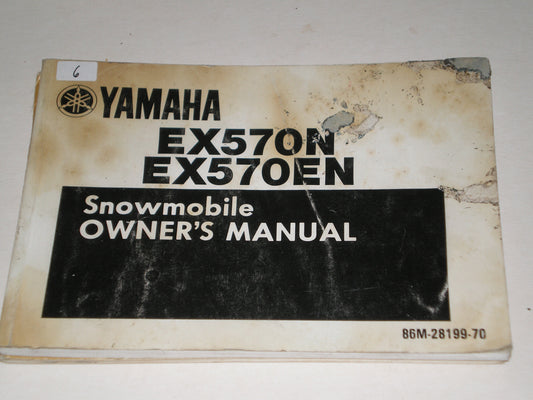 6
YAMAHA
EX570N
EX570EN
Snowmobile
OWNER'S MANUAL
86M-28199-70